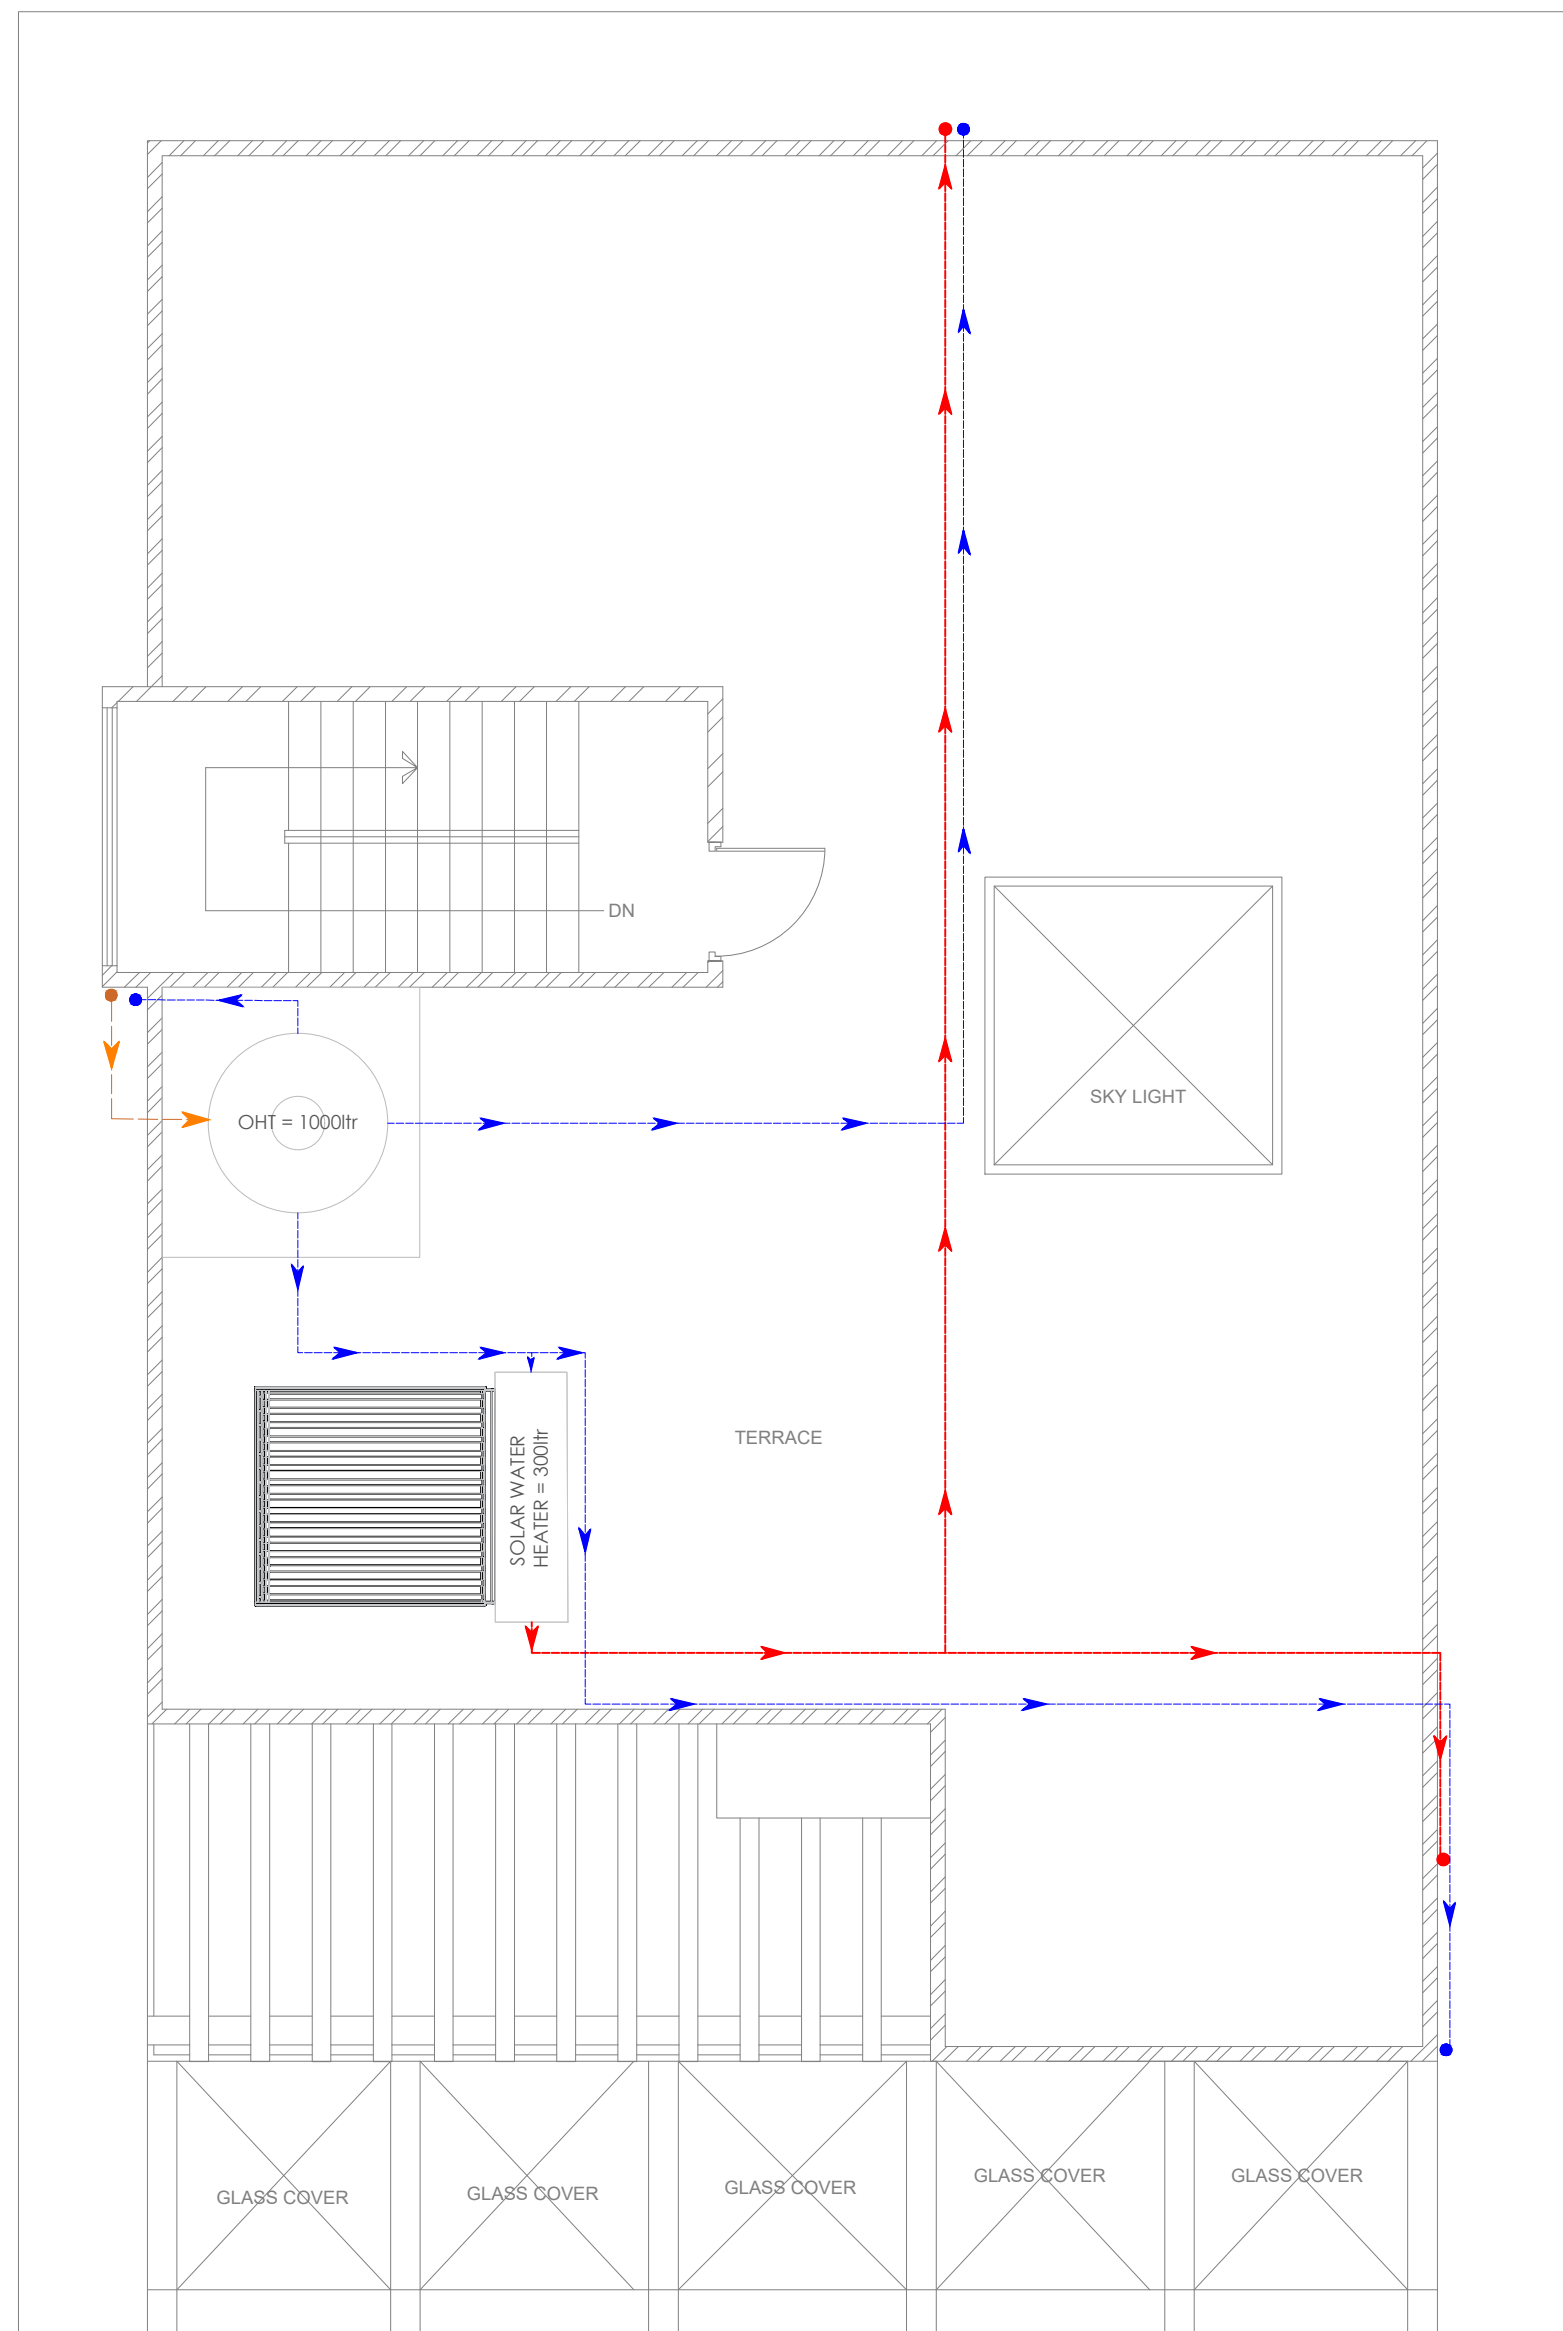 DN
SKY LIGHT
OHT = 1000ltr
TERRACE
SOLAR WATER
HEATER = 300ltr
GLASS COVER
GLASS COVER
GLASS COVER
GLASS COVER
GLASS COVER